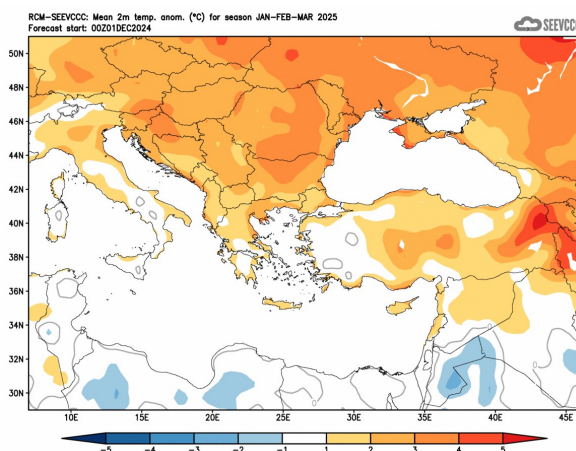 RCM-SEEVCCC: Mean 2m temp. anom. (°C) for season JAN-FEB-MAR 2025
Forecast start: 00Z01DEC2024
SEEVCCC
50N
48N
46N
44N
42N
40N
38N
36N
34N
32N
30N
10E 15E 20E 25E 30E 35E 40E 45E
-5 -4 -3 -2 -1 1 2 3 4 5